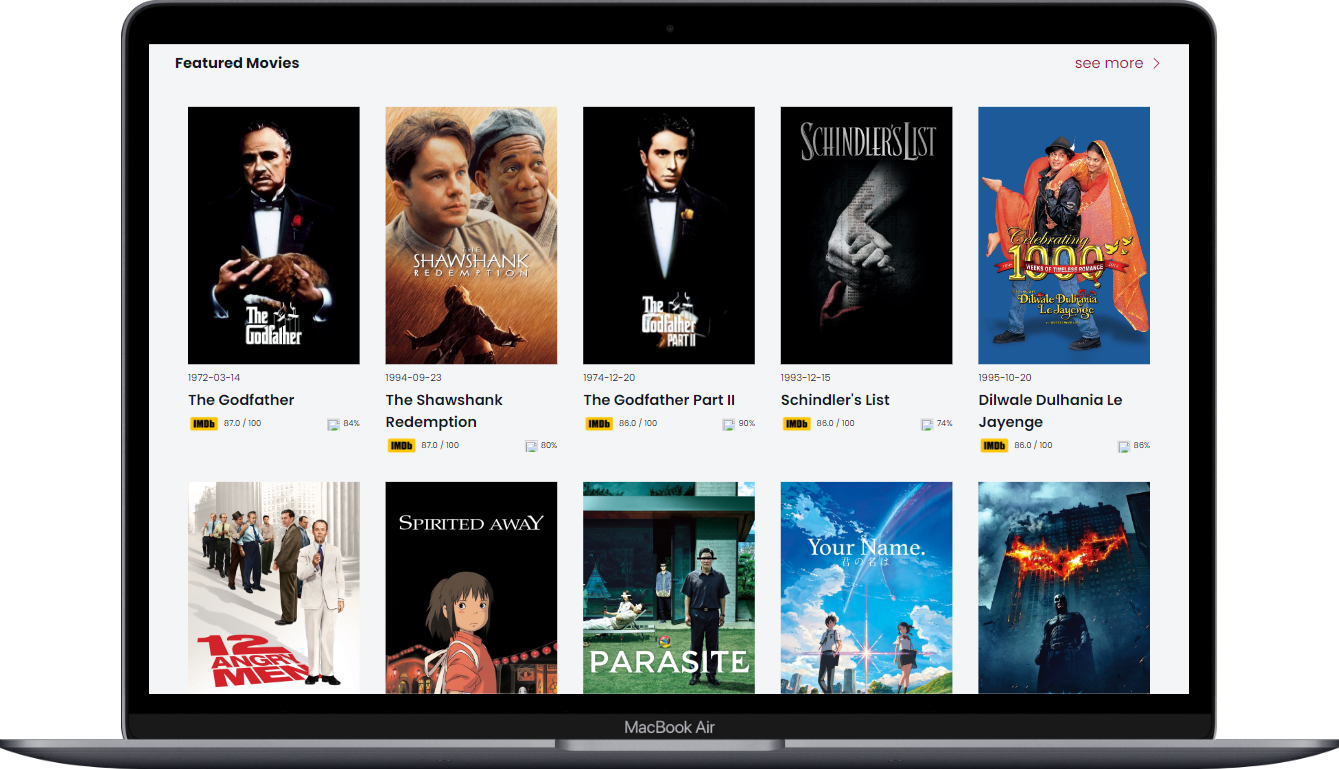 Featured Movies
see more
SCHINDLER'S LIST
The
Godfather
THE
SHAWSHANK
REDEMPTION
The
Godfather
PART II
Celebrating
1000
WEEKS OF TIMELESS ROMANCE
Dilwale Dulhania
Le Jayenge
1972-03-14
1994-09-23
1974-12-20
1993-12-15
1995-10-20
The Godfather
The Shawshank
Redemption
The Godfather Part II
Schindler's List
Dilwale Dulhania Le
Jayenge
IMDb 87.0 / 100 84%
IMDb 87.0 / 100 80%
IMDb 86.0 / 100 90%
IMDb 86.0 / 100 74%
IMDb 86.0 / 100 86%
12
ANGRY
MEN
SPIRITED AWAY
PARASITE
Your Name.
君の名は
MacBook Air